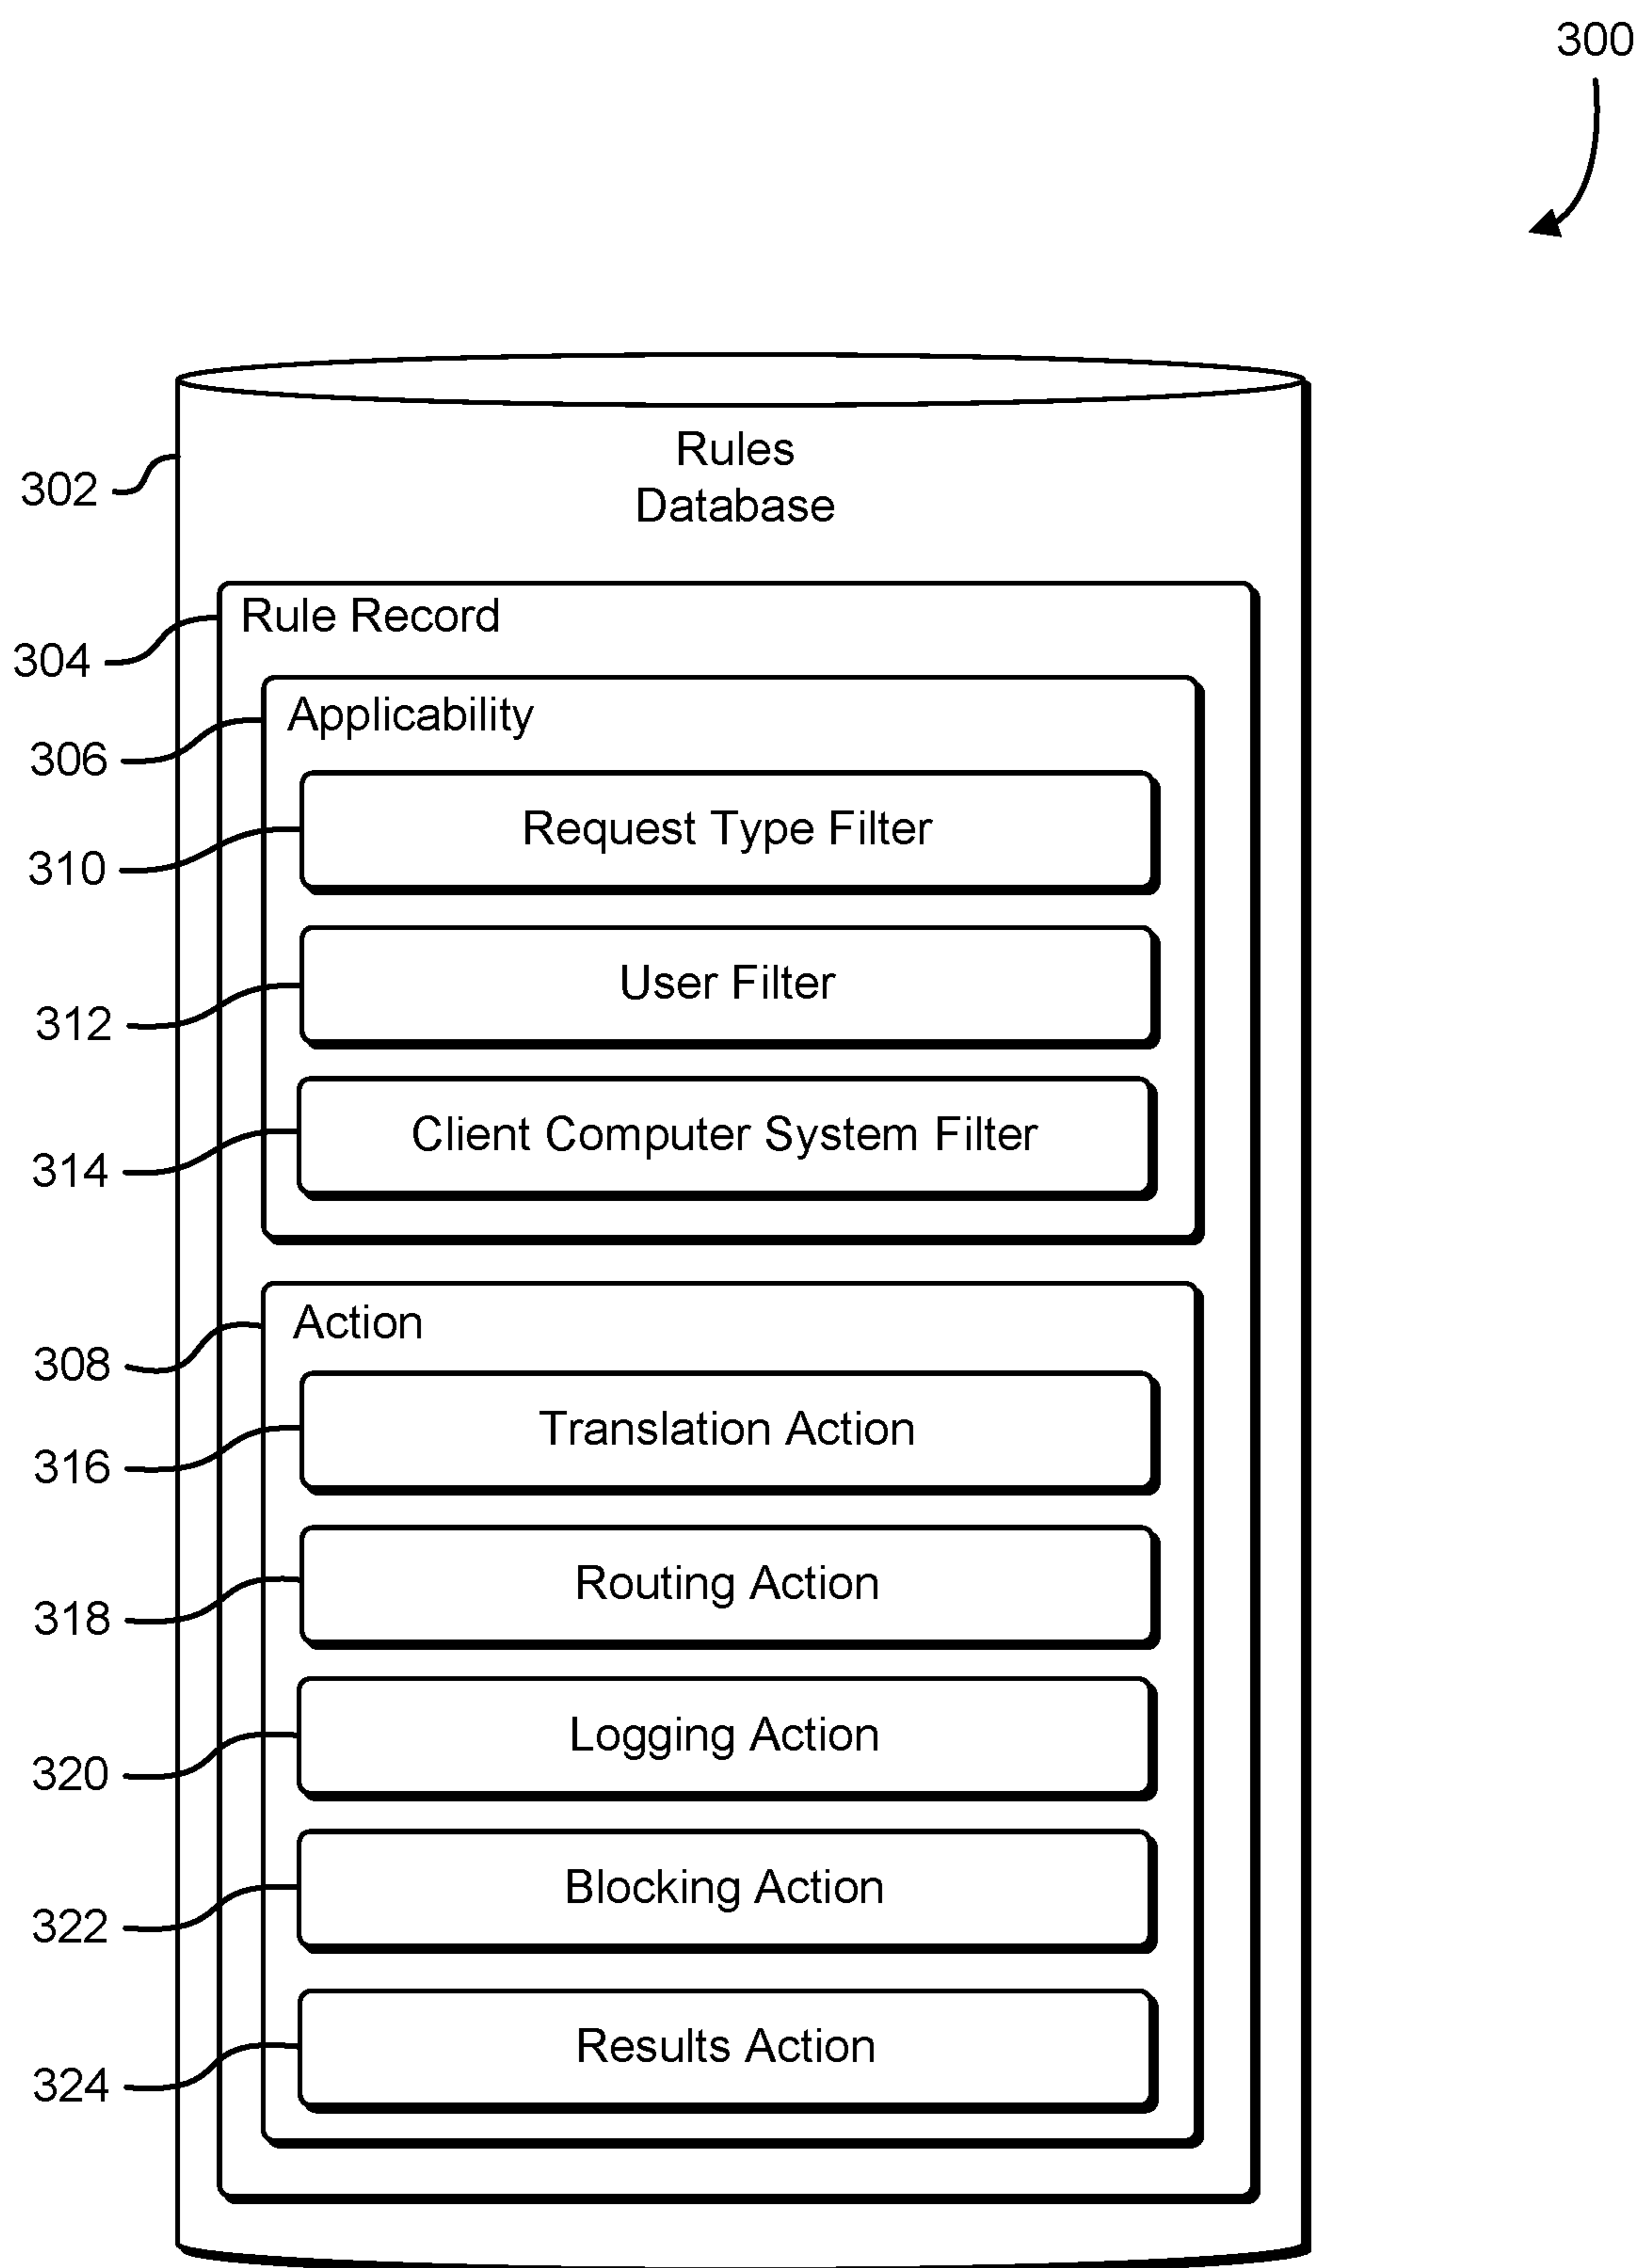 300
Rules
Database
302
Rule Record
304
Applicability
306
Request Type Filter
310
User Filter
312
Client Computer System Filter
314
Action
308
Translation Action
316
Routing Action
318
Logging Action
320
Blocking Action
322
Results Action
324